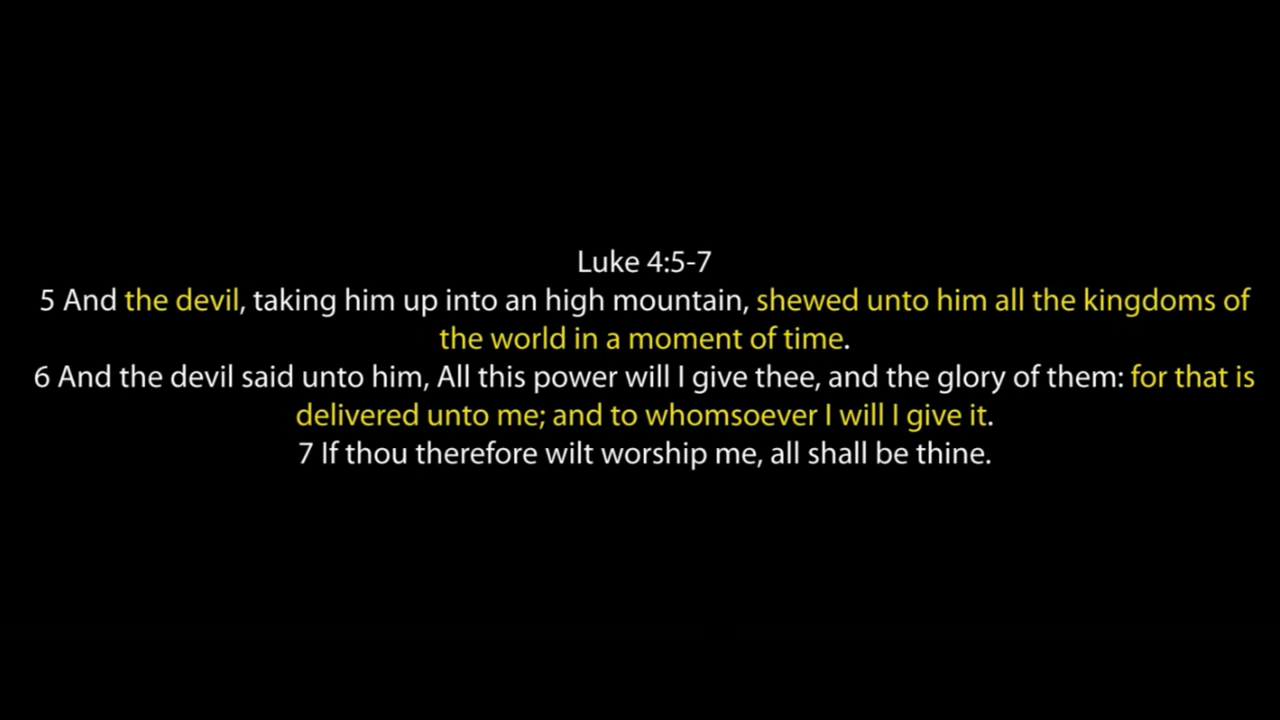 Luke 4:5-7
5 And the devil, taking him up into an high mountain, shewed unto him all the kingdoms of
the world in a moment of time.
6 And the devil said unto him, All this power will I give thee, and the glory of them: for that is
delivered unto me; and to whomsoever I will I give it.
7 If thou therefore wilt worship me, all shall be thine.